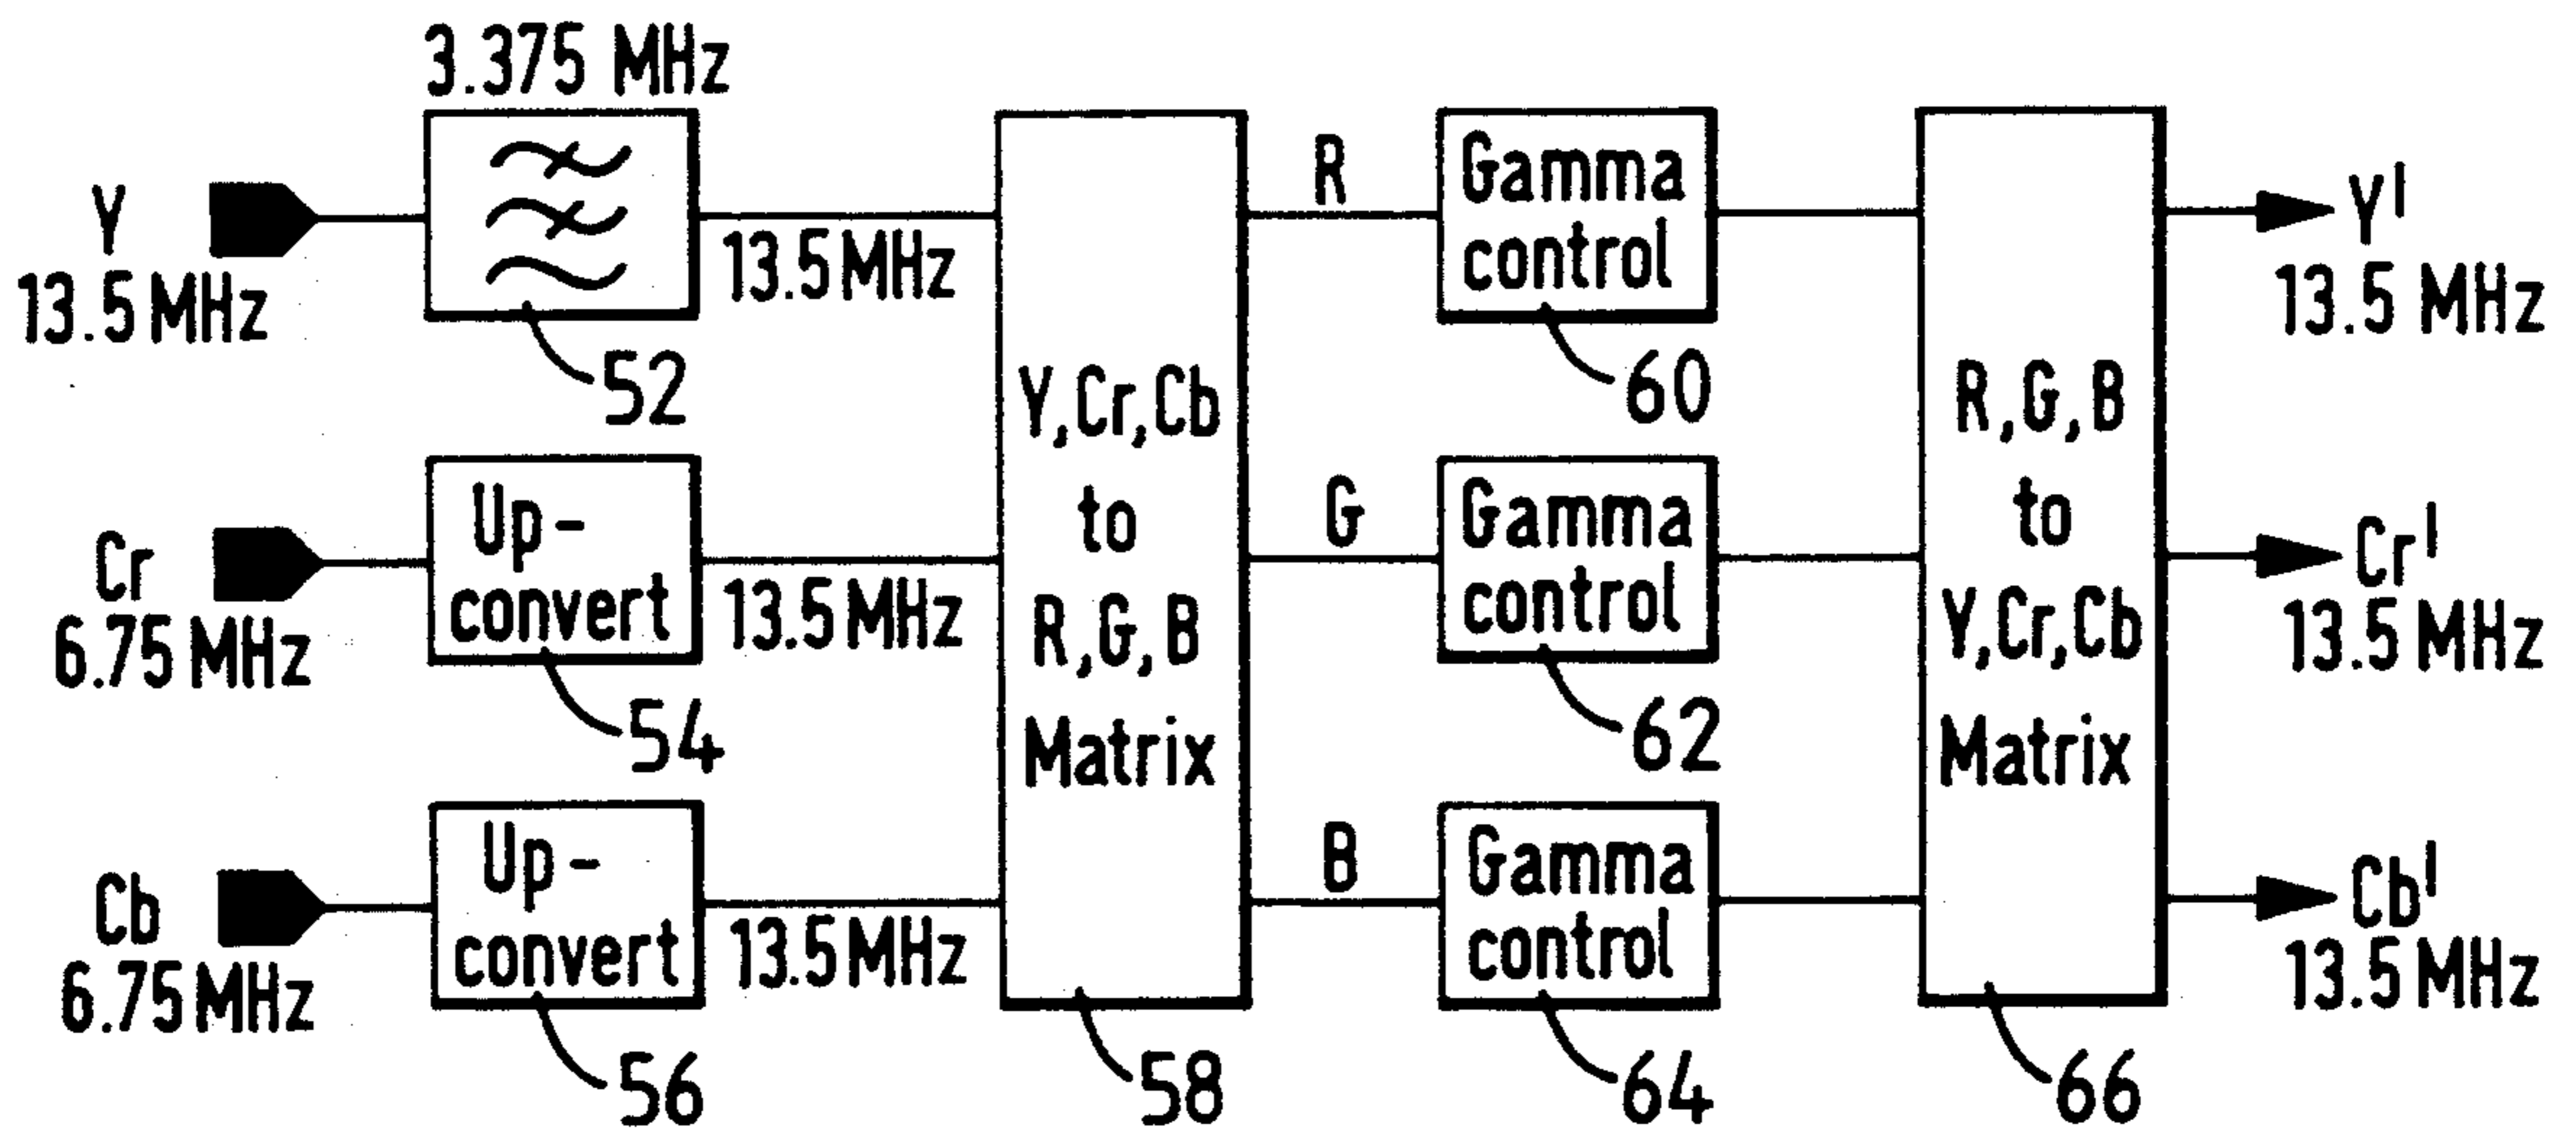 3.375 MHz
Y
13.5 MHz
13.5 MHz
52
Cr
6.75 MHz
Up-
convert
13.5 MHz
54
Cb
6.75 MHz
Up-
convert
13.5 MHz
56
Y,Cr,Cb
to
R,G,B
Matrix
58
R
Gamma
control
60
G
Gamma
control
62
B
Gamma
control
64
R,G,B
to
Y,Cr,Cb
Matrix
66
Y'
13.5 MHz
Cr'
13.5 MHz
Cb'
13.5 MHz